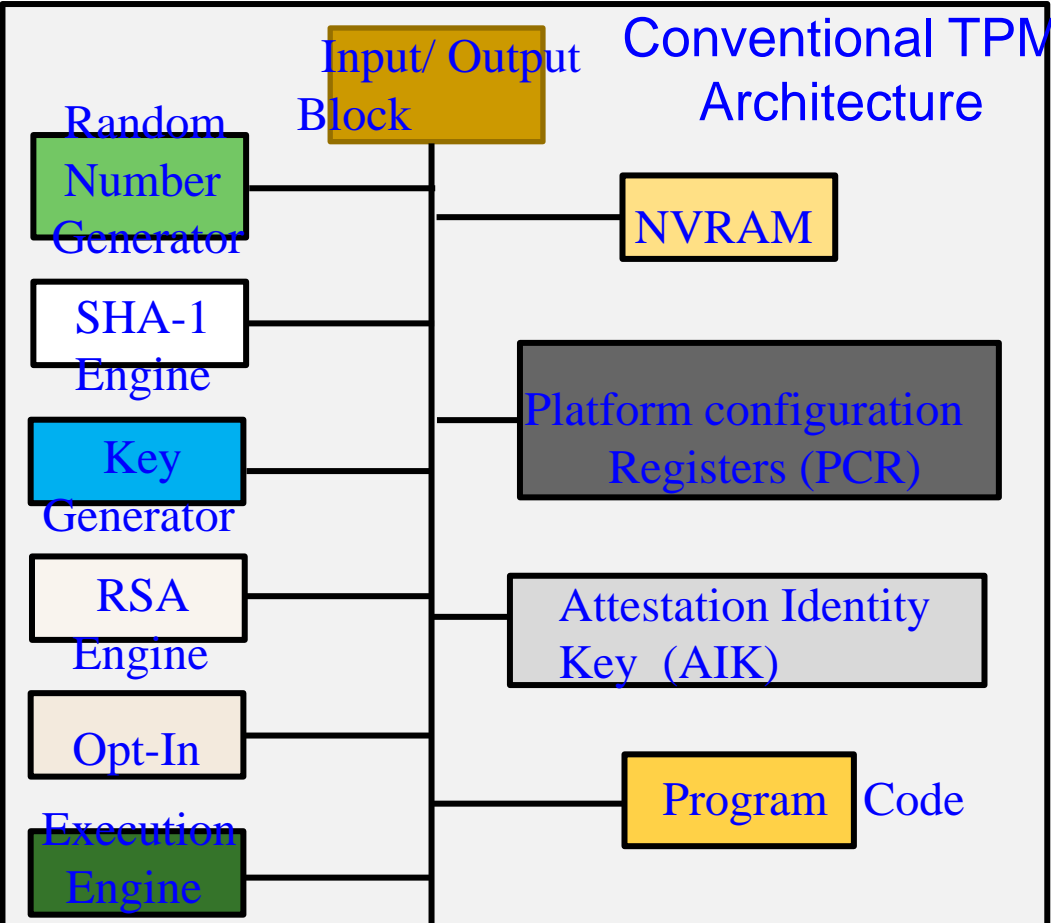 Conventional TPM
Architecture
Input/ Output
Block
Random
Number
Generator
NVRAM
SHA-1
Engine
Platform configuration
Registers (PCR)
Key
Generator
RSA
Engine
Attestation Identity
Key (AIK)
Opt-In
Program Code
Execution
Engine